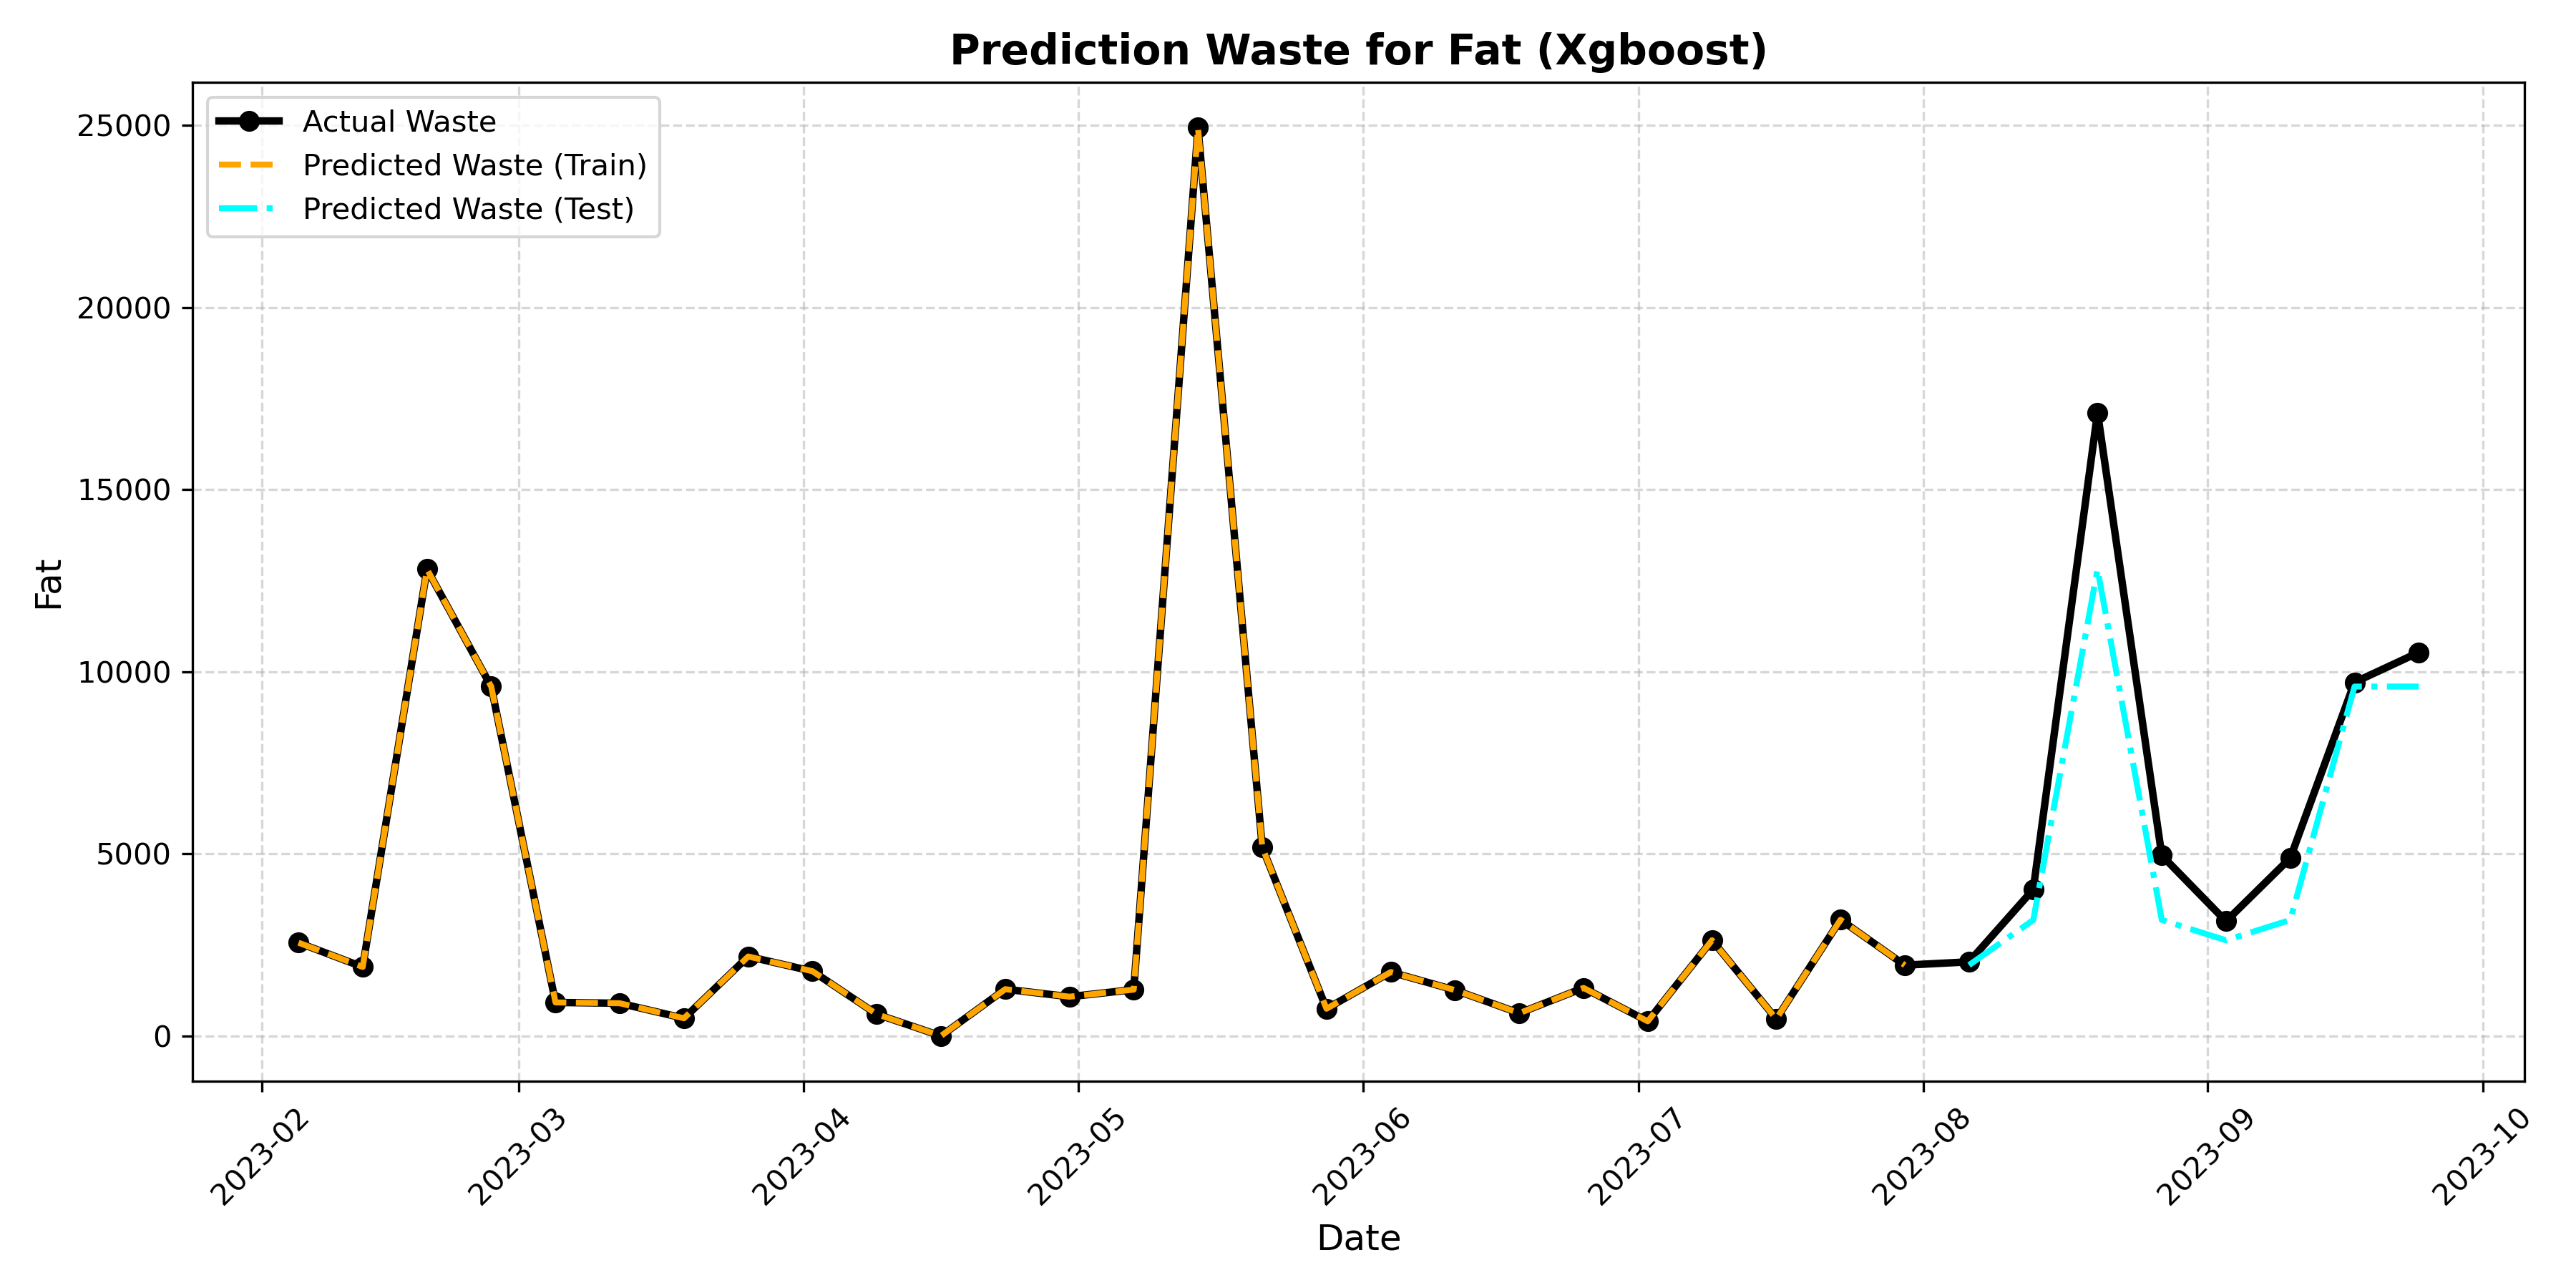 Prediction Waste for Fat (Xgboost)
Actual Waste
Predicted Waste (Train)
Predicted Waste (Test)
25000
20000
15000
10000
5000
0
Fat
2023-02
2023-03
2023-04
2023-05
2023-06
2023-07
2023-08
2023-09
2023-10
Date